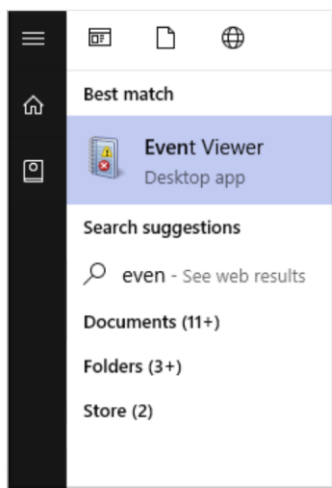 Best match
Event Viewer
Desktop app
Search suggestions
even - See web results
Documents (11+)
Folders (3+)
Store (2)